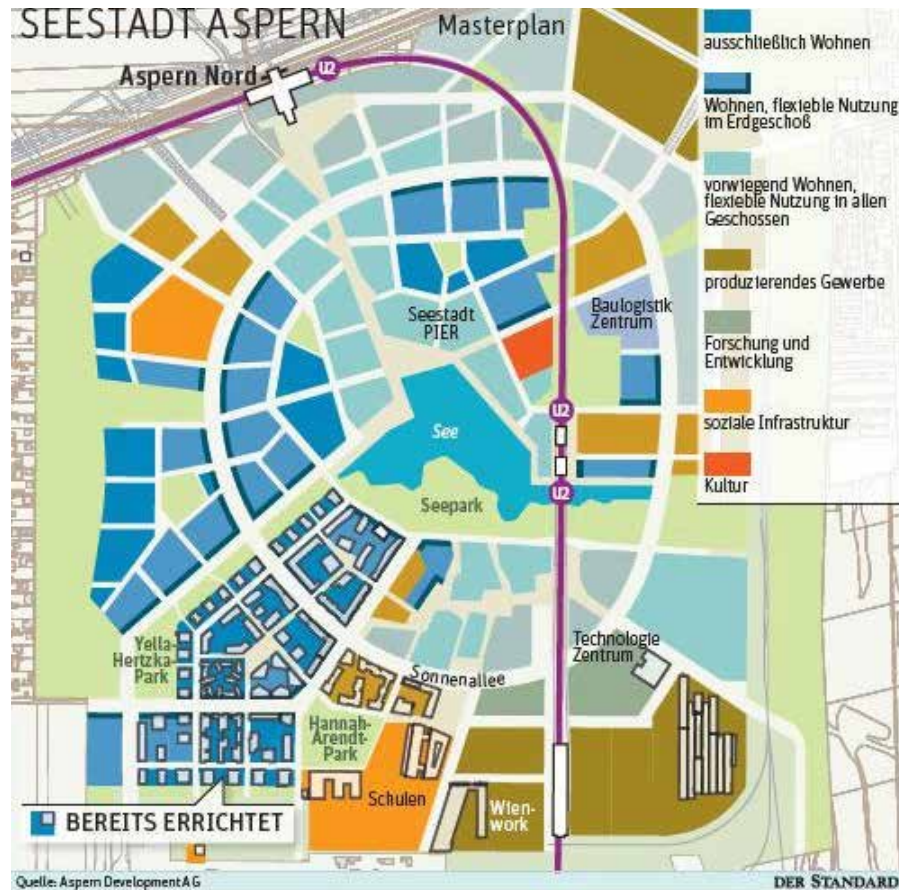 SEESTADT ASPERN
Masterplan
Aspern Nord
U2
ausschließlich Wohnen
Wohnen, flexieble Nutzung
im Erdgeschoß
vorwiegend Wohnen,
flexieble Nutzung in allen
Geschossen
produzierendes Gewerbe
Forschung und
Entwicklung
soziale Infrastruktur
Kultur
Seestadt
PIER
Baulogistik
Zentrum
U2
See
U2
Seepark
Yella-
Hertzka-
Park
Technologie
Zentrum
Sonnenallee
Hannah-
Arendt-
Park
Schulen
Wien-
work
BEREITS ERRICHTET
Quelle: Aspern Development AG
DER STANDARD